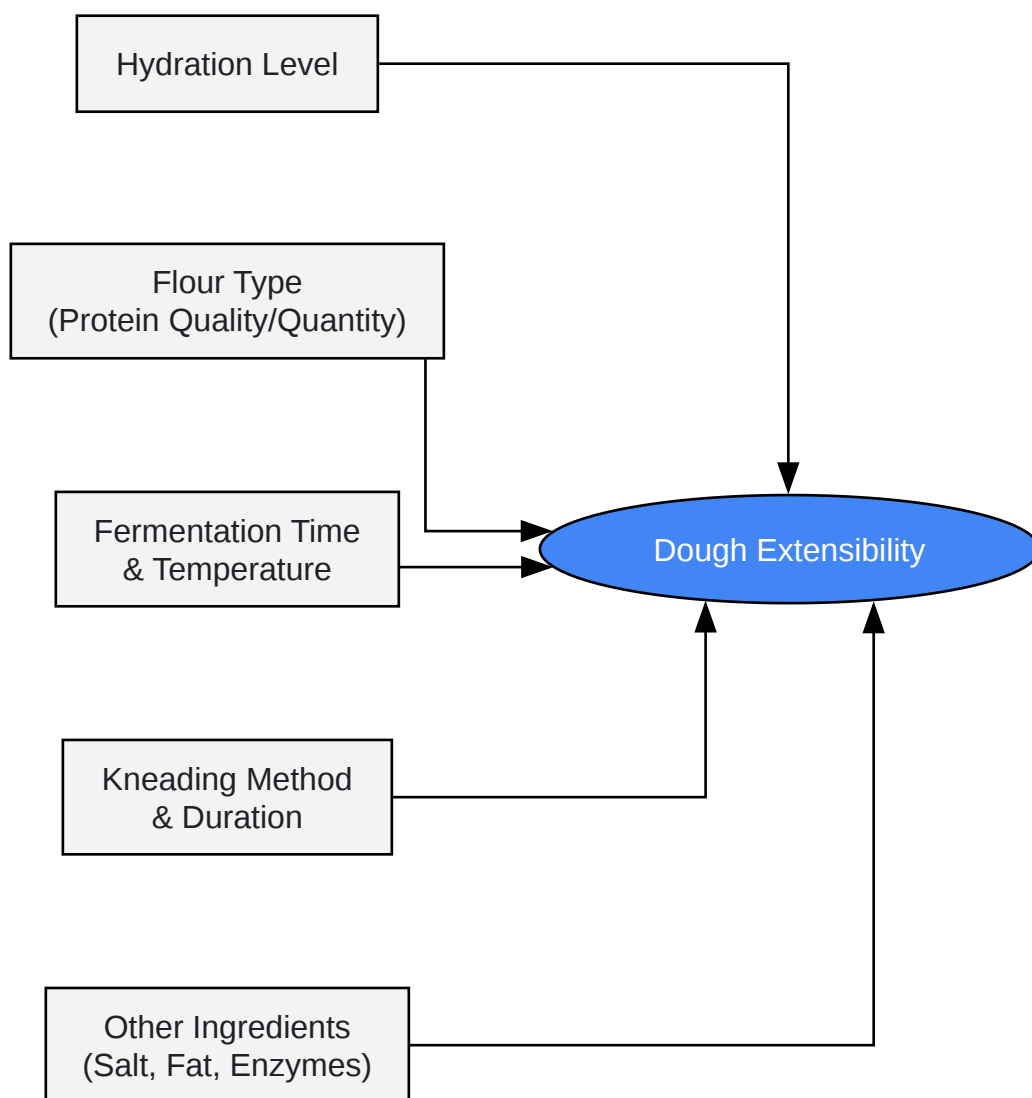 Hydration Level
Flour Type
(Protein Quality/Quantity)
Fermentation Time
& Temperature
Dough Extensibility
Kneading Method
& Duration
Other Ingredients
(Salt, Fat, Enzymes)